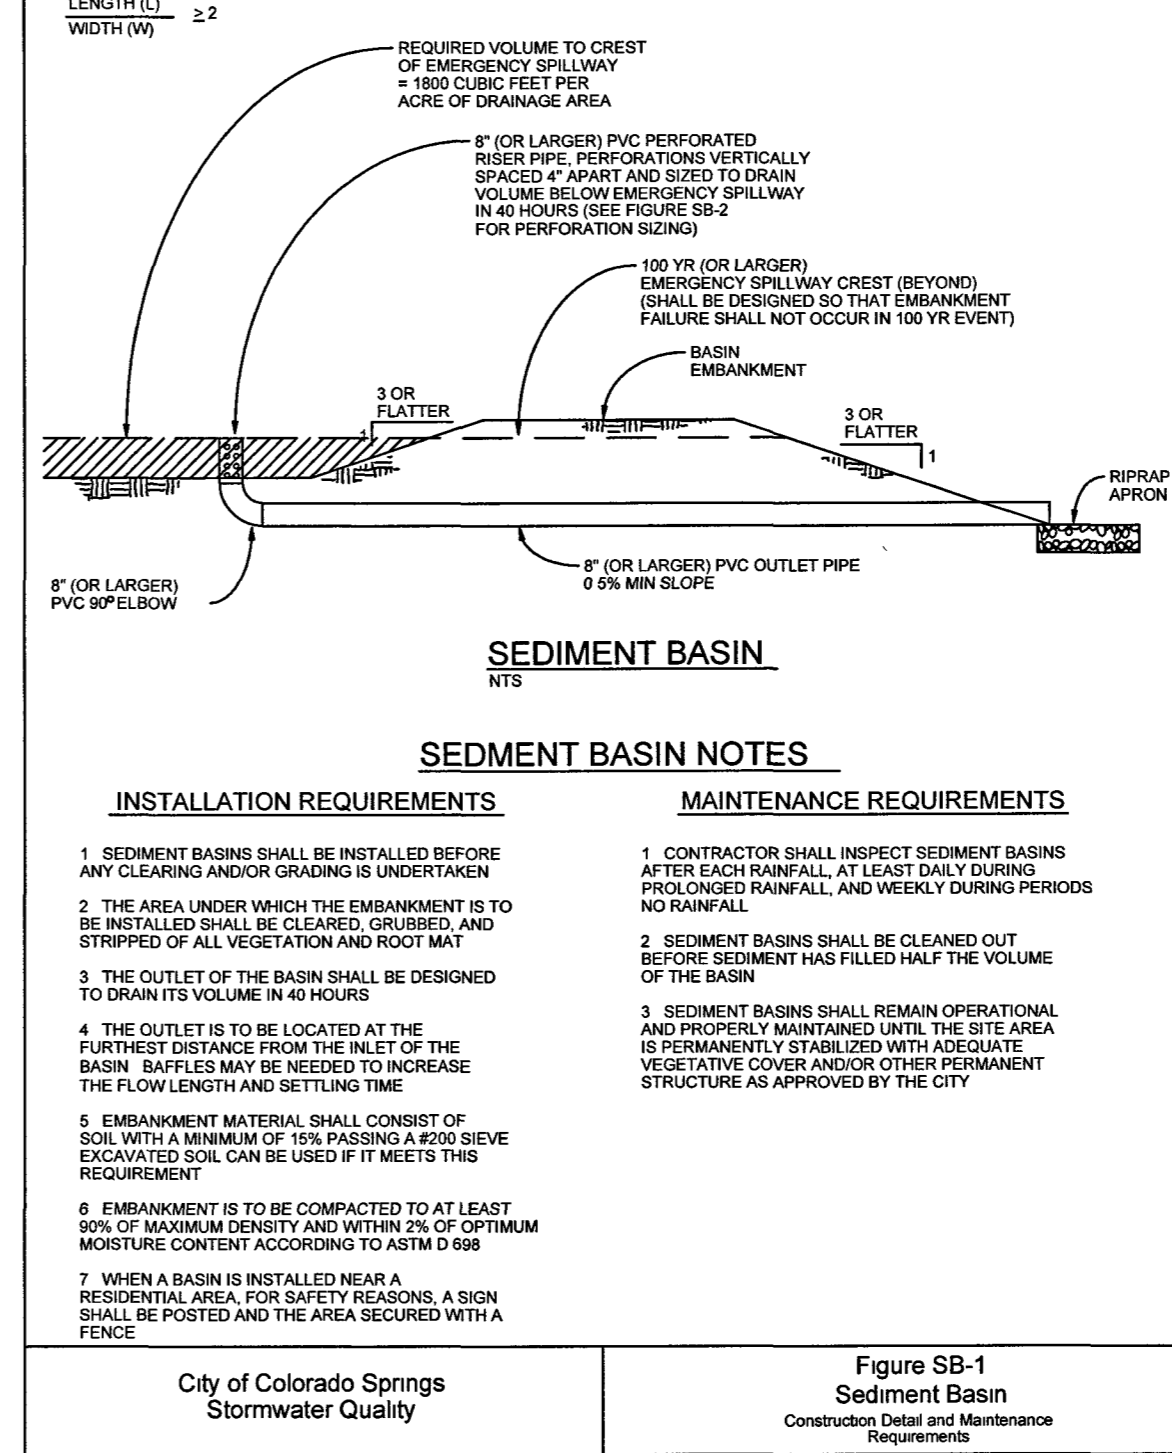 LENGTH (L)
WIDTH (W)
≥ 2
REQUIRED VOLUME TO CREST
OF EMERGENCY SPILLWAY
= 1800 CUBIC FEET PER
ACRE OF DRAINAGE AREA
8" (OR LARGER) PVC PERFORATED
RISER PIPE, PERFORATIONS VERTICALLY
SPACED 4" APART AND SIZED TO DRAIN
VOLUME BELOW EMERGENCY SPILLWAY
IN 40 HOURS (SEE FIGURE SB-2
FOR PERFORATION SIZING)
100 YR (OR LARGER)
EMERGENCY SPILLWAY CREST (BEYOND)
(SHALL BE DESIGNED SO THAT EMBANKMENT
FAILURE SHALL NOT OCCUR IN 100 YR EVENT)
BASIN
EMBANKMENT
3 OR
FLATTER
1
3 OR
FLATTER
1
RIPRAP
APRON
8" (OR LARGER) PVC OUTLET PIPE
0 5% MIN SLOPE
8" (OR LARGER)
PVC 90° ELBOW
SEDIMENT BASIN
NTS
SEDMENT BASIN NOTES
INSTALLATION REQUIREMENTS
1 SEDIMENT BASINS SHALL BE INSTALLED BEFORE
ANY CLEARING AND/OR GRADING IS UNDERTAKEN
2 THE AREA UNDER WHICH THE EMBANKMENT IS TO
BE INSTALLED SHALL BE CLEARED, GRUBBED, AND
STRIPPED OF ALL VEGETATION AND ROOT MAT
3 THE OUTLET OF THE BASIN SHALL BE DESIGNED
TO DRAIN ITS VOLUME IN 40 HOURS
4 THE OUTLET IS TO BE LOCATED AT THE
FURTHEST DISTANCE FROM THE INLET OF THE
BASIN BAFFLES MAY BE NEEDED TO INCREASE
THE FLOW LENGTH AND SETTLING TIME
5 EMBANKMENT MATERIAL SHALL CONSIST OF
SOIL WITH A MINIMUM OF 15% PASSING A #200 SIEVE
EXCAVATED SOIL CAN BE USED IF IT MEETS THIS
REQUIREMENT
6 EMBANKMENT IS TO BE COMPACTED TO AT LEAST
90% OF MAXIMUM DENSITY AND WITHIN 2% OF OPTIMUM
MOISTURE CONTENT ACCORDING TO ASTM D 698
7 WHEN A BASIN IS INSTALLED NEAR A
RESIDENTIAL AREA, FOR SAFETY REASONS, A SIGN
SHALL BE POSTED AND THE AREA SECURED WITH A
FENCE
MAINTENANCE REQUIREMENTS
1 CONTRACTOR SHALL INSPECT SEDIMENT BASINS
AFTER EACH RAINFALL, AT LEAST DAILY DURING
PROLONGED RAINFALL, AND WEEKLY DURING PERIODS
NO RAINFALL
2 SEDIMENT BASINS SHALL BE CLEANED OUT
BEFORE SEDIMENT HAS FILLED HALF THE VOLUME
OF THE BASIN
3 SEDIMENT BASINS SHALL REMAIN OPERATIONAL
AND PROPERLY MAINTAINED UNTIL THE SITE AREA
IS PERMANENTLY STABILIZED WITH ADEQUATE
VEGETATIVE COVER AND/OR OTHER PERMANENT
STRUCTURE AS APPROVED BY THE CITY
City of Colorado Springs
Stormwater Quality
Figure SB-1
Sediment Basin
Construction Detail and Maintenance
Requirements